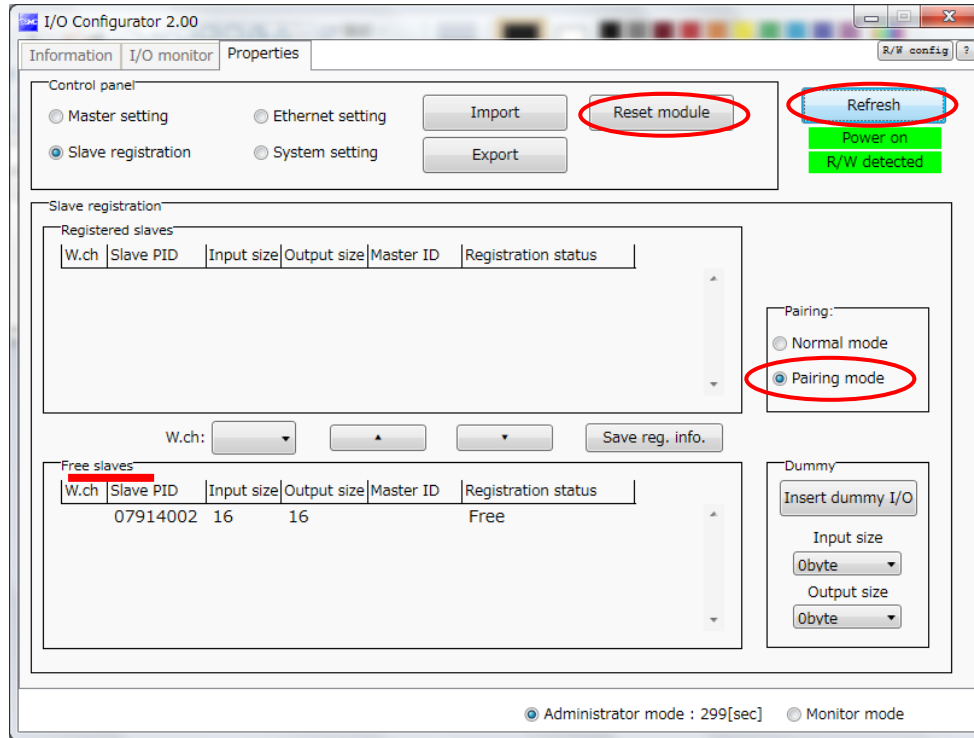 SMC I/O Configurator 2.00
Information I/O monitor Properties R/W config ?
Control panel
Master setting Ethernet setting Import Reset module Refresh
Power on
Slave registration System setting Export R/W detected
Slave registration
Registered slaves
W.ch Slave PID Input size Output size Master ID Registration status
Pairing:
Normal mode
Pairing mode
W.ch: Save reg. info.
Free slaves
W.ch Slave PID Input size Output size Master ID Registration status
07914002 16 16 Free
Dummy
Insert dummy I/O
Input size
0byte
Output size
0byte
Administrator mode : 299[sec] Monitor mode